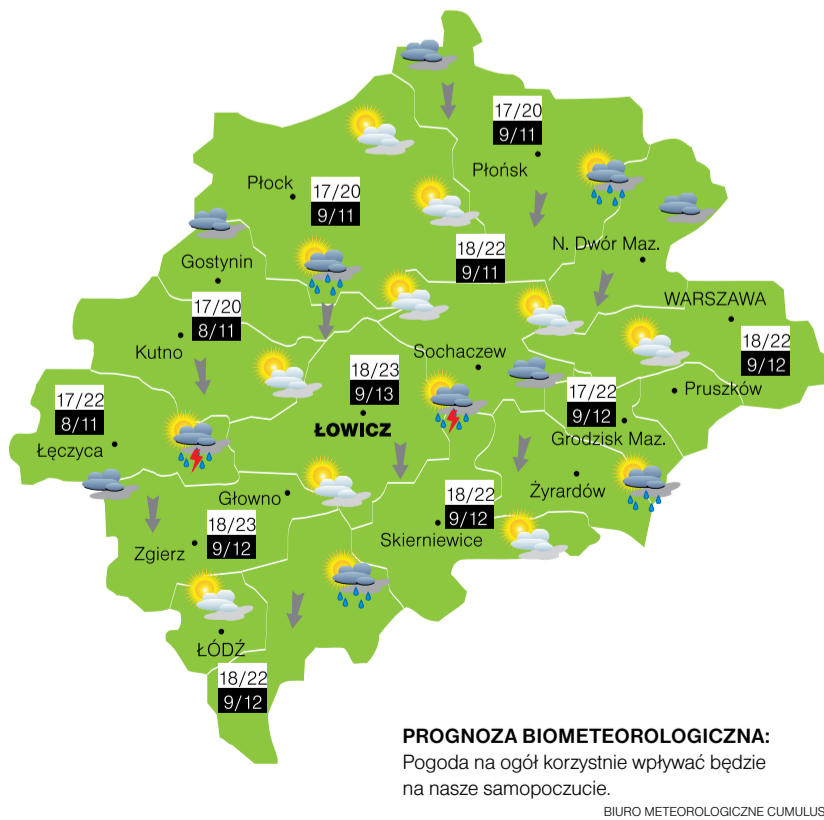 17/20
9/11
Płońsk
Płock
17/20
9/11
N. Dwór Maz.
18/22
9/11
Gostynin
WARSZAWA
17/20
8/11
Kutno
Sochaczew
18/22
9/12
18/23
9/13
ŁOWICZ
Pruszków
17/22
9/12
Grodzisk Maz.
17/22
8/11
Łęczyca
Żyrardów
Głowno
18/22
9/12
Skierniewice
18/23
9/12
Zgierz
ŁÓDŹ
18/22
9/12
PROGNOZA BIOMETEOROLOGICZNA:
Pogoda na ogół korzystnie wpływać będzie
na nasze samopoczucie.
BIURO METEOROLOGICZNE CUMULUS